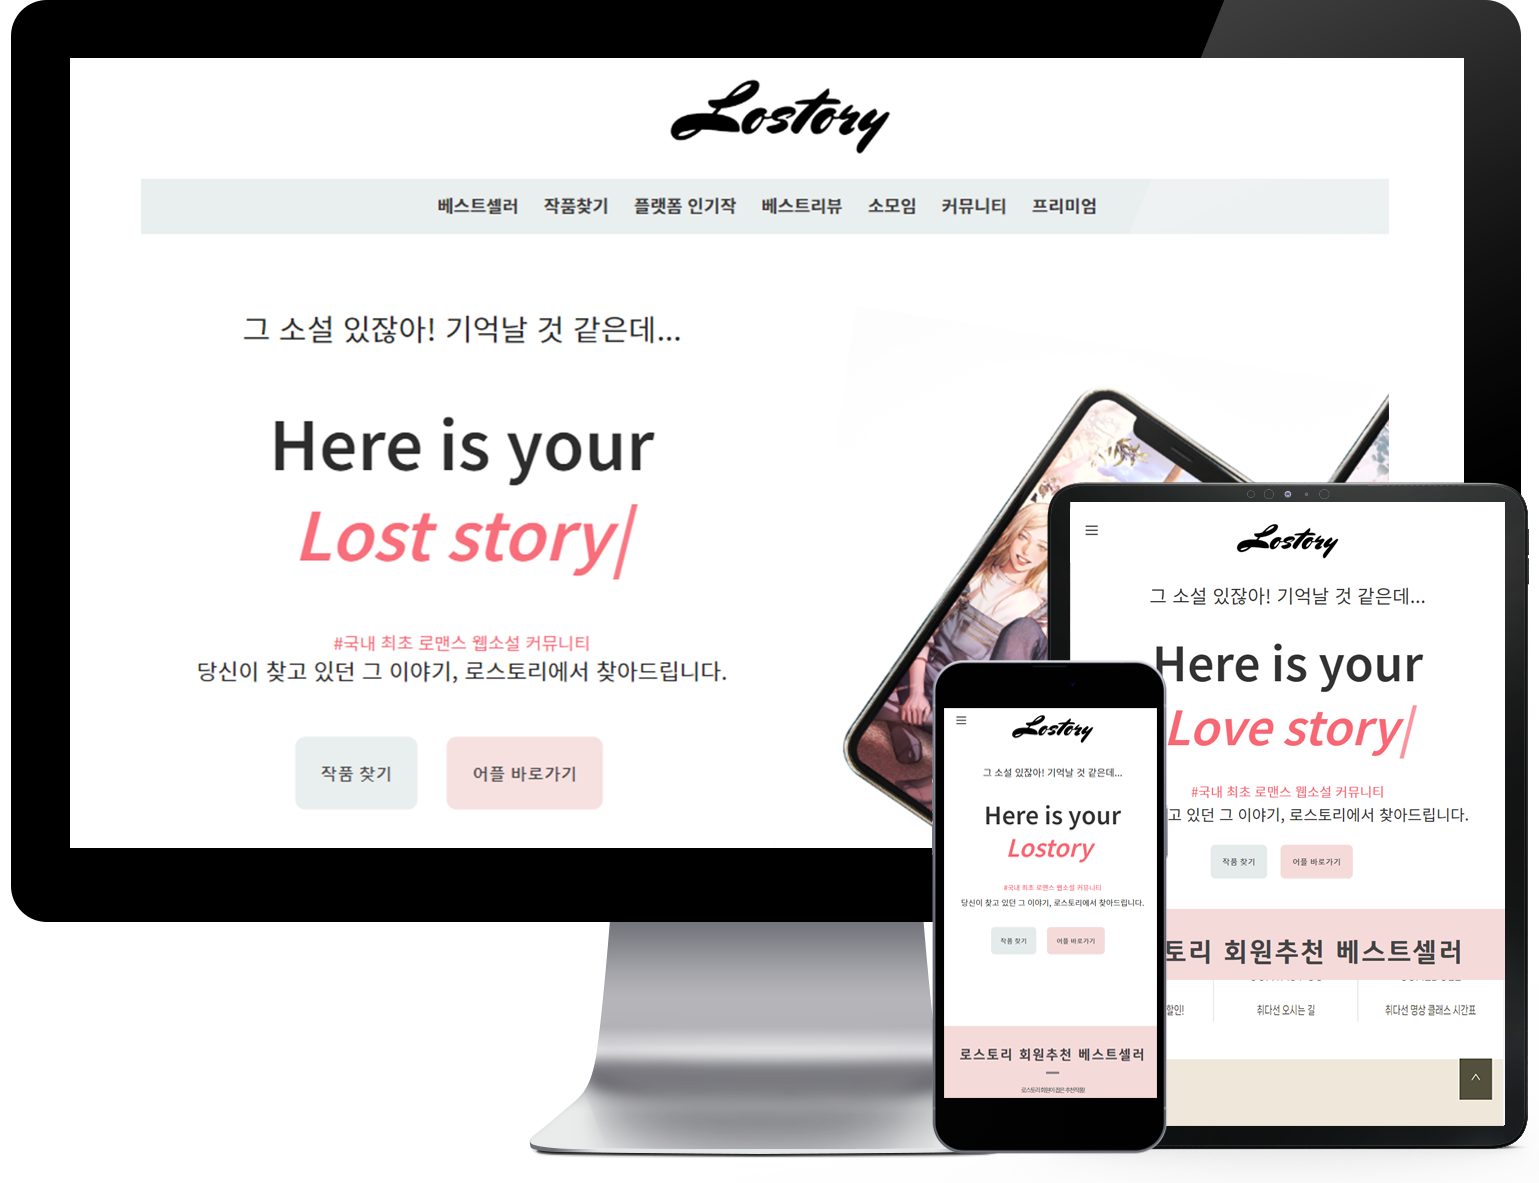 Lostory
베스트셀러 작품찾기 플랫폼 인기작 베스트리뷰 소모임 커뮤니티 프리미엄
그 소설 있잖아! 기억날 것 같은데...
Here is your
Lost story|
#국내 최초 로맨스 웹소설 커뮤니티
당신이 찾고 있던 그 이야기, 로스토리에서 찾아드립니다.
작품 찾기 어플 바로가기
Lostory
그 소설 있잖아! 기억날 것 같은데...
Here is your
Love story|
#국내 최초 로맨스 웹소설 커뮤니티
고 있던 그 이야기, 로스토리에서 찾아드립니다.
작품 찾기 어플 바로가기
토리 회원추천 베스트셀러
할인! 취다선 오시는 길 취다선 명상 클래스 시간표
Lostory
그 소설 있잖아! 기억날 것 같은데...
Here is your
Lostory
#국내 최초 로맨스 웹소설 커뮤니티
당신이 찾고 있던 그 이야기, 로스토리에서 찾아드립니다.
작품 찾기 어플 바로가기
로스토리 회원추천 베스트셀러
로스토리 회원이 뽑은 추천작품!